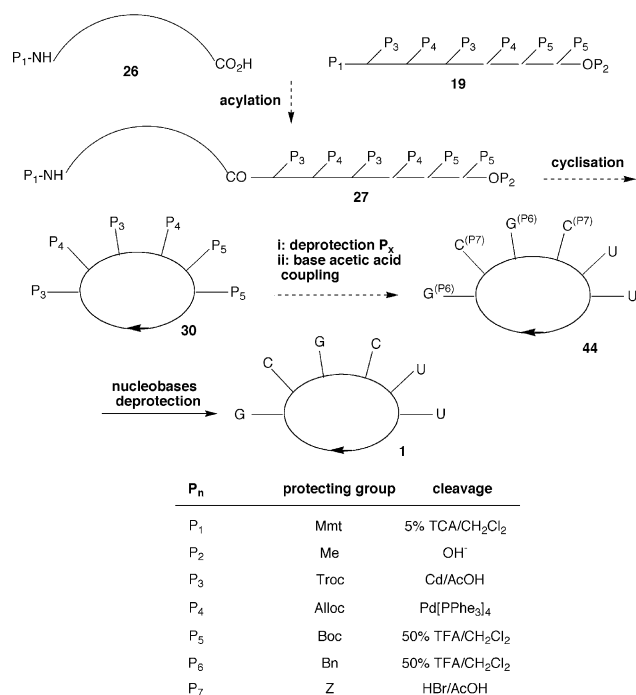 P3 P4 P3 P4 P5 P5
P1-NH CO2H P1 OP2
26 19
acylation
P3 P4 P3 P4 P5 P5
P1-NH CO OP2
27
cyclisation
P4 P3 P4 P5
P3 P5
30
i: deprotection Px
ii: base acetic acid
coupling
C(P7) G(P6) C(P7) U
G(P6) U
44
nucleobases
deprotection
C G C U
G U
1
Pn protecting group cleavage
P1 Mmt 5% TCA/CH2Cl2
P2 Me OH-
P3 Troc Cd/AcOH
P4 Alloc Pd[PPhe3]4
P5 Boc 50% TFA/CH2Cl2
P6 Bn 50% TFA/CH2Cl2
P7 Z HBr/AcOH